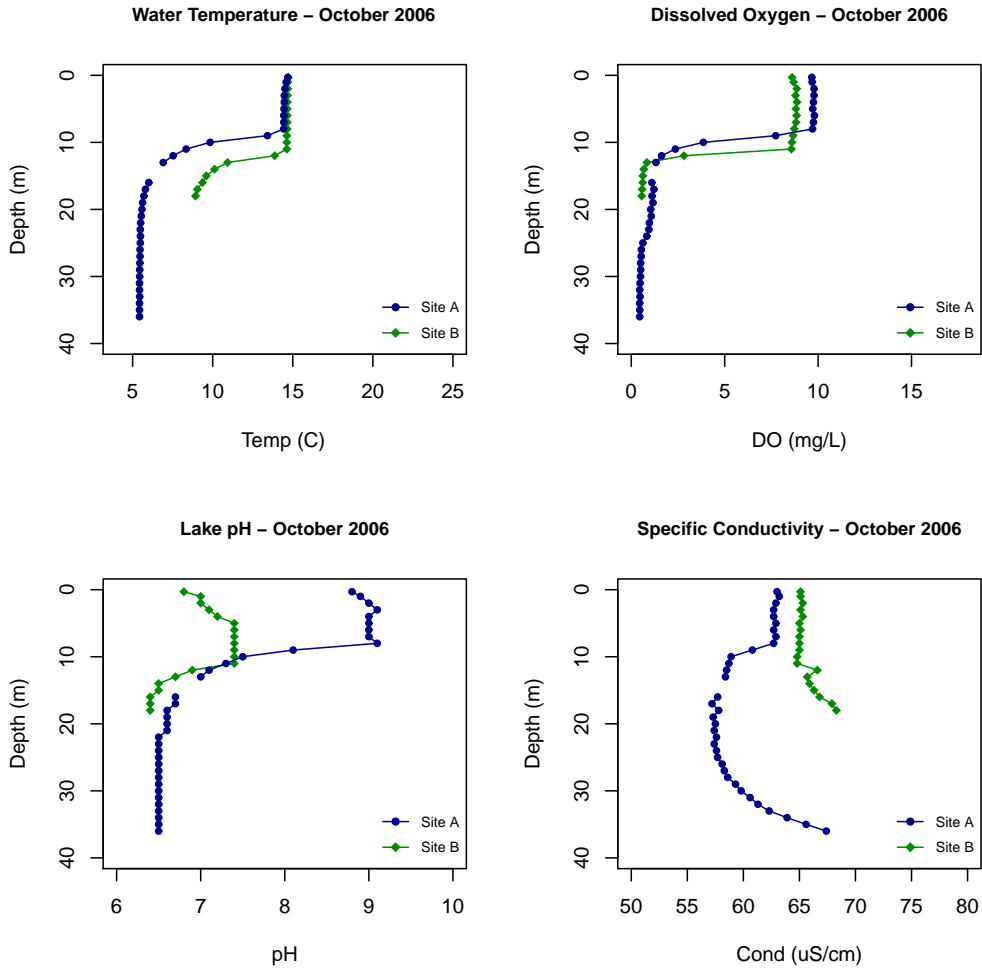 Water Temperature – October 2006
0
10
20
30
40
Depth (m)
Site A
Site B
5 10 15 20 25
Temp (C)
Dissolved Oxygen – October 2006
0
10
20
30
40
Depth (m)
Site A
Site B
0 5 10 15
DO (mg/L)
Lake pH – October 2006
0
10
20
30
40
Depth (m)
Site A
Site B
6 7 8 9 10
pH
Specific Conductivity – October 2006
0
10
20
30
40
Depth (m)
Site A
Site B
50 55 60 65 70 75 80
Cond (uS/cm)